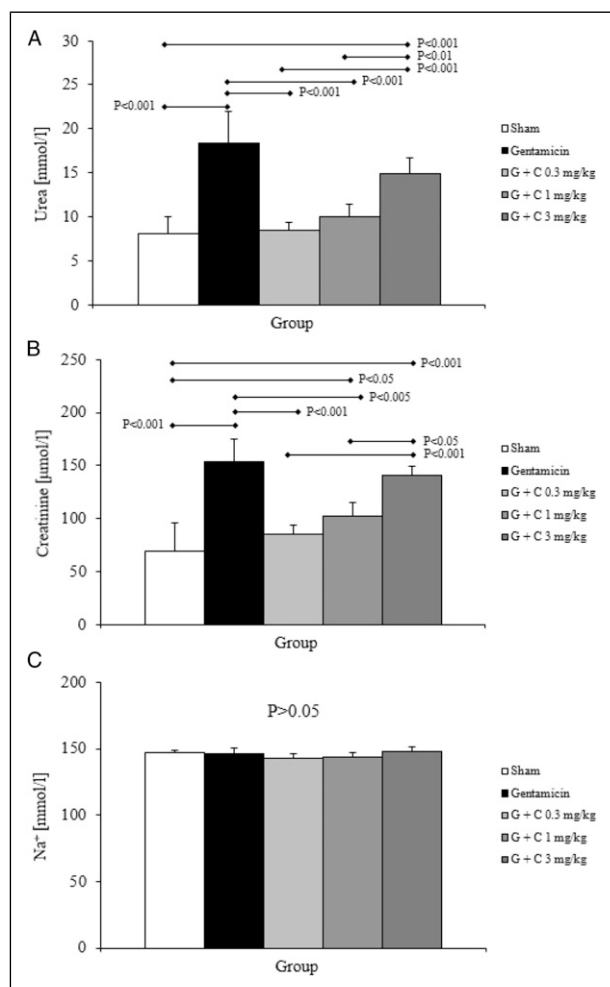 A
30
25
20
15
10
5
0
Urea [mmol/l]
P<0.001
P<0.01
P<0.001
P<0.001
P<0.001
P<0.001
Group
Sham
Gentamicin
G + C 0.3 mg/kg
G + C 1 mg/kg
G + C 3 mg/kg
B
250
200
150
100
50
0
Creatinine [µmol/l]
P<0.001
P<0.05
P<0.005
P<0.001
P<0.001
P<0.05
P<0.001
Group
Sham
Gentamicin
G + C 0.3 mg/kg
G + C 1 mg/kg
G + C 3 mg/kg
C
200
150
100
50
0
Na⁺ [mmol/l]
P>0.05
Group
Sham
Gentamicin
G + C 0.3 mg/kg
G + C 1 mg/kg
G + C 3 mg/kg